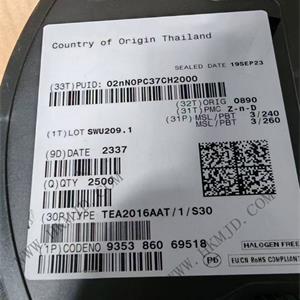 Country of Origin Thailand
SEALED DATE 19SEP23
(33T)PUID: 02nN0PC37CH2000
(32T)ORIG 0890
(31T)PMC Z-n-D
(31P) MSL/PBT 3/240
MSL/PBT 3/260
(1T)LOT SWU209.1
(9D)DATE 2337
(Q)QTY 2500
(30P)TYPE TEA2016AAT/1/S30
(1P)CODENO 9353 860 69518
HALOGEN FREE
Pb
EU,CN RoHS COMPLIANT
WWW.HKMJD.COM